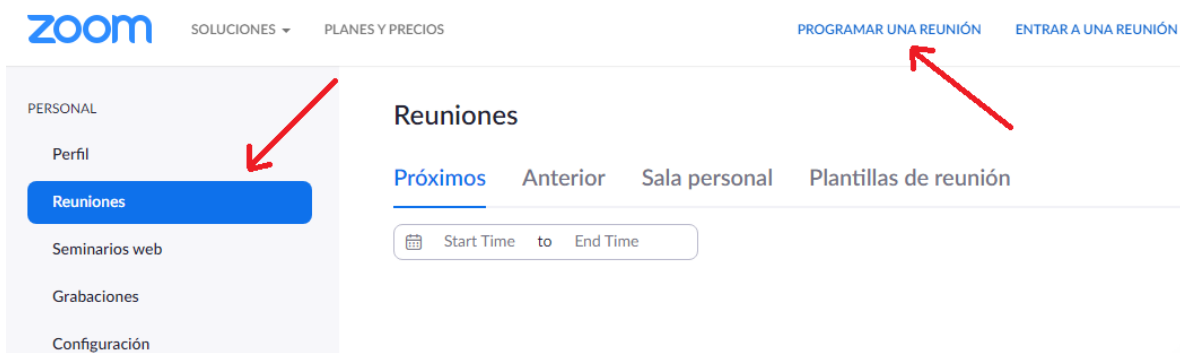 zoom SOLUCIONES PLANES Y PRECIOS PROGRAMAR UNA REUNIÓN ENTRAR A UNA REUNIÓN
PERSONAL
Perfil
Reuniones
Seminarios web
Grabaciones
Configuración
Reuniones
Próximos Anterior Sala personal Plantillas de reunión
Start Time to End Time